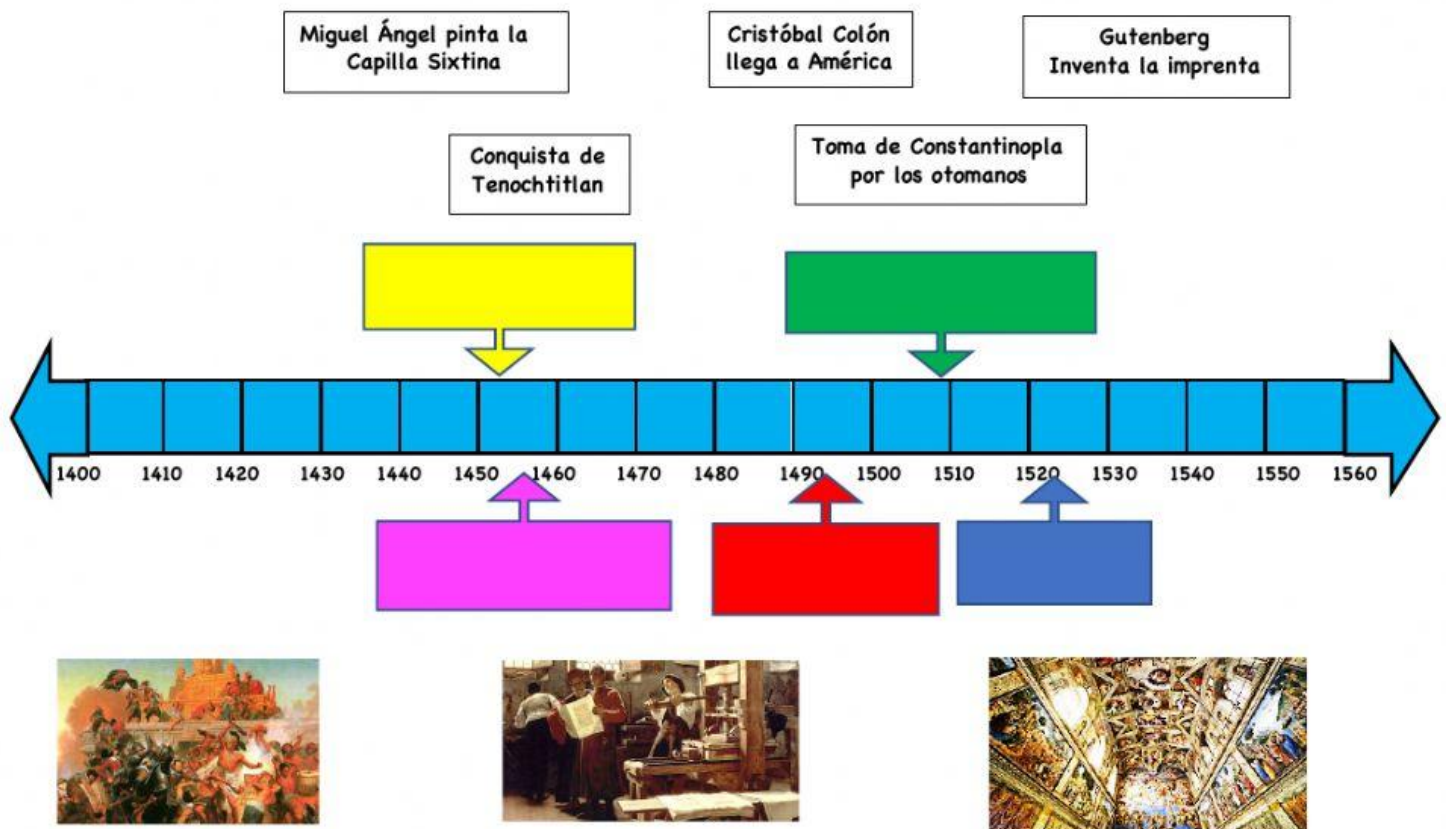 Miguel Ángel pinta la
Capilla Sixtina
Cristóbal Colón
llega a América
Gutenberg
Inventa la imprenta
Conquista de
Tenochtitlan
Toma de Constantinopla
por los otomanos
1400 1410 1420 1430 1440 1450 1460 1470 1480 1490 1500 1510 1520 1530 1540 1550 1560